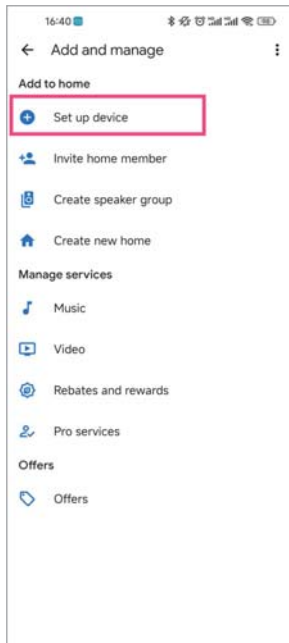 16:40
Add and manage
Add to home
Set up device
Invite home member
Create speaker group
Create new home
Manage services
Music
Video
Rebates and rewards
Pro services
Offers
Offers